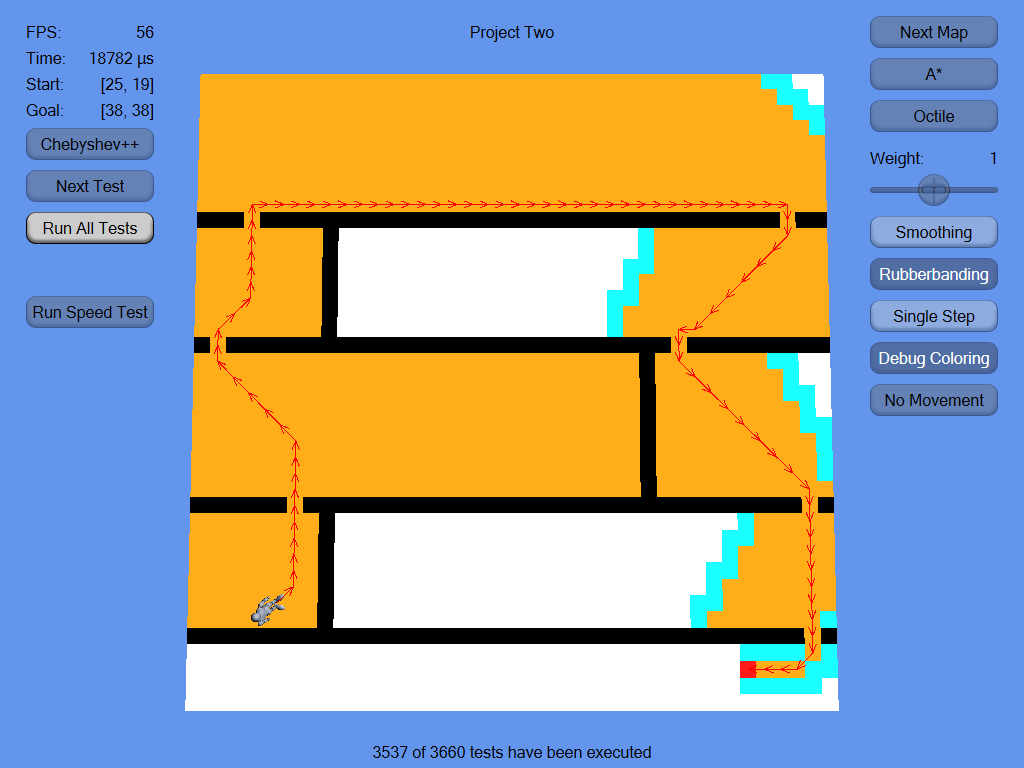 FPS: 56
Time: 18782 µs
Start: [25, 19]
Goal: [38, 38]
Chebyshev++
Next Test
Run All Tests
Run Speed Test
Project Two
Next Map
A*
Octile
Weight: 1
Smoothing
Rubberbanding
Single Step
Debug Coloring
No Movement
3537 of 3660 tests have been executed